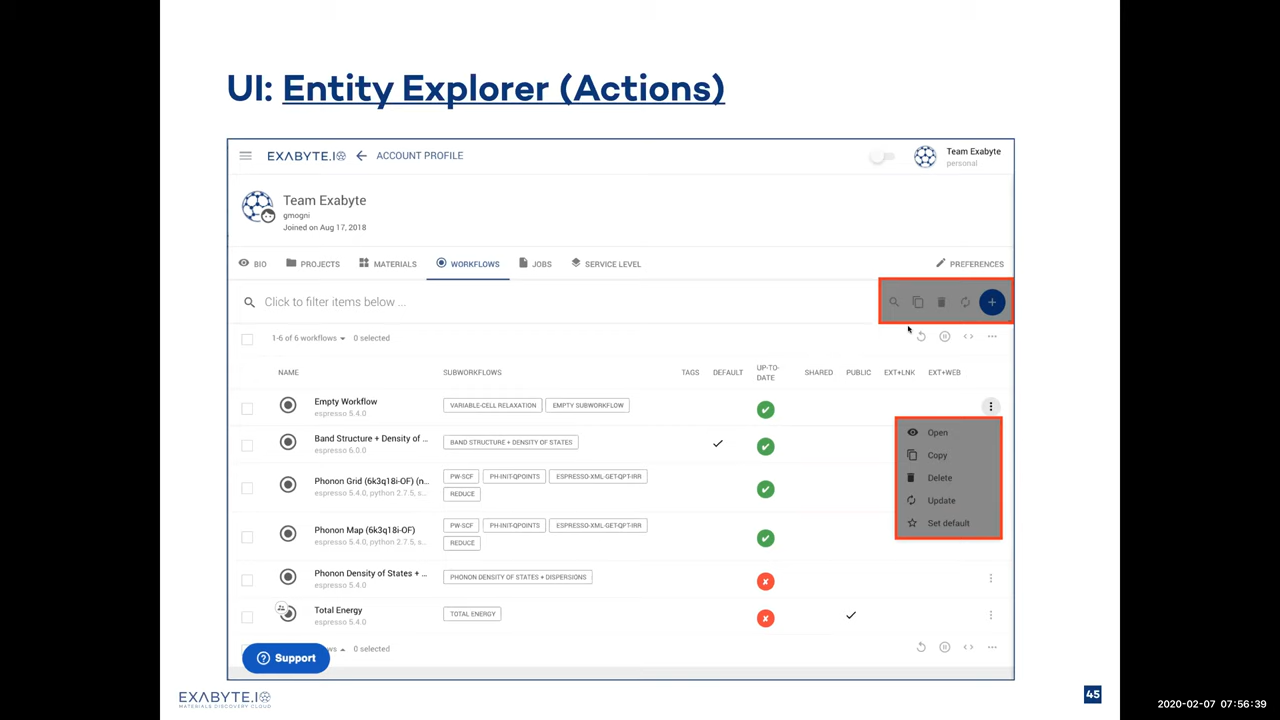 UI: Entity Explorer (Actions)
EXABYTE.IO ACCOUNT PROFILE
Team Exabyte
personal
Team Exabyte
gmogni
Joined on Aug 17, 2018
BIO PROJECTS MATERIALS WORKFLOWS JOBS SERVICE LEVEL PREFERENCES
Click to filter items below ...
1-6 of 6 workflows 0 selected
NAME SUBWORKFLOWS TAGS DEFAULT UP-TO-DATE SHARED PUBLIC EXT+LNK EXT+WEB
Empty Workflow
espresso 5.4.0
VARIABLE-CELL RELAXATION EMPTY SUBWORKFLOW
Open
Copy
Delete
Update
Set default
Band Structure + Density of ...
espresso 6.0.0
BAND STRUCTURE + DENSITY OF STATES
Phonon Grid (6k3q18i-OF) (n...
espresso 5.4.0, python 2.7.5, s...
PW-SCF PH-INIT-QPOINTS ESPRESSO-XML-GET-QPT-IRR
REDUCE
Phonon Map (6k3q18i-OF)
espresso 5.4.0, python 2.7.5, s...
PW-SCF PH-INIT-QPOINTS ESPRESSO-XML-GET-QPT-IRR
REDUCE
Phonon Density of States + ...
espresso 5.4.0
PHONON DENSITY OF STATES + DISPERSIONS
Total Energy
espresso 5.4.0
TOTAL ENERGY
ws 0 selected
Support
EXABYTE.IO
MATERIALS DISCOVERY CLOUD
45
2020-02-07 07:56:39